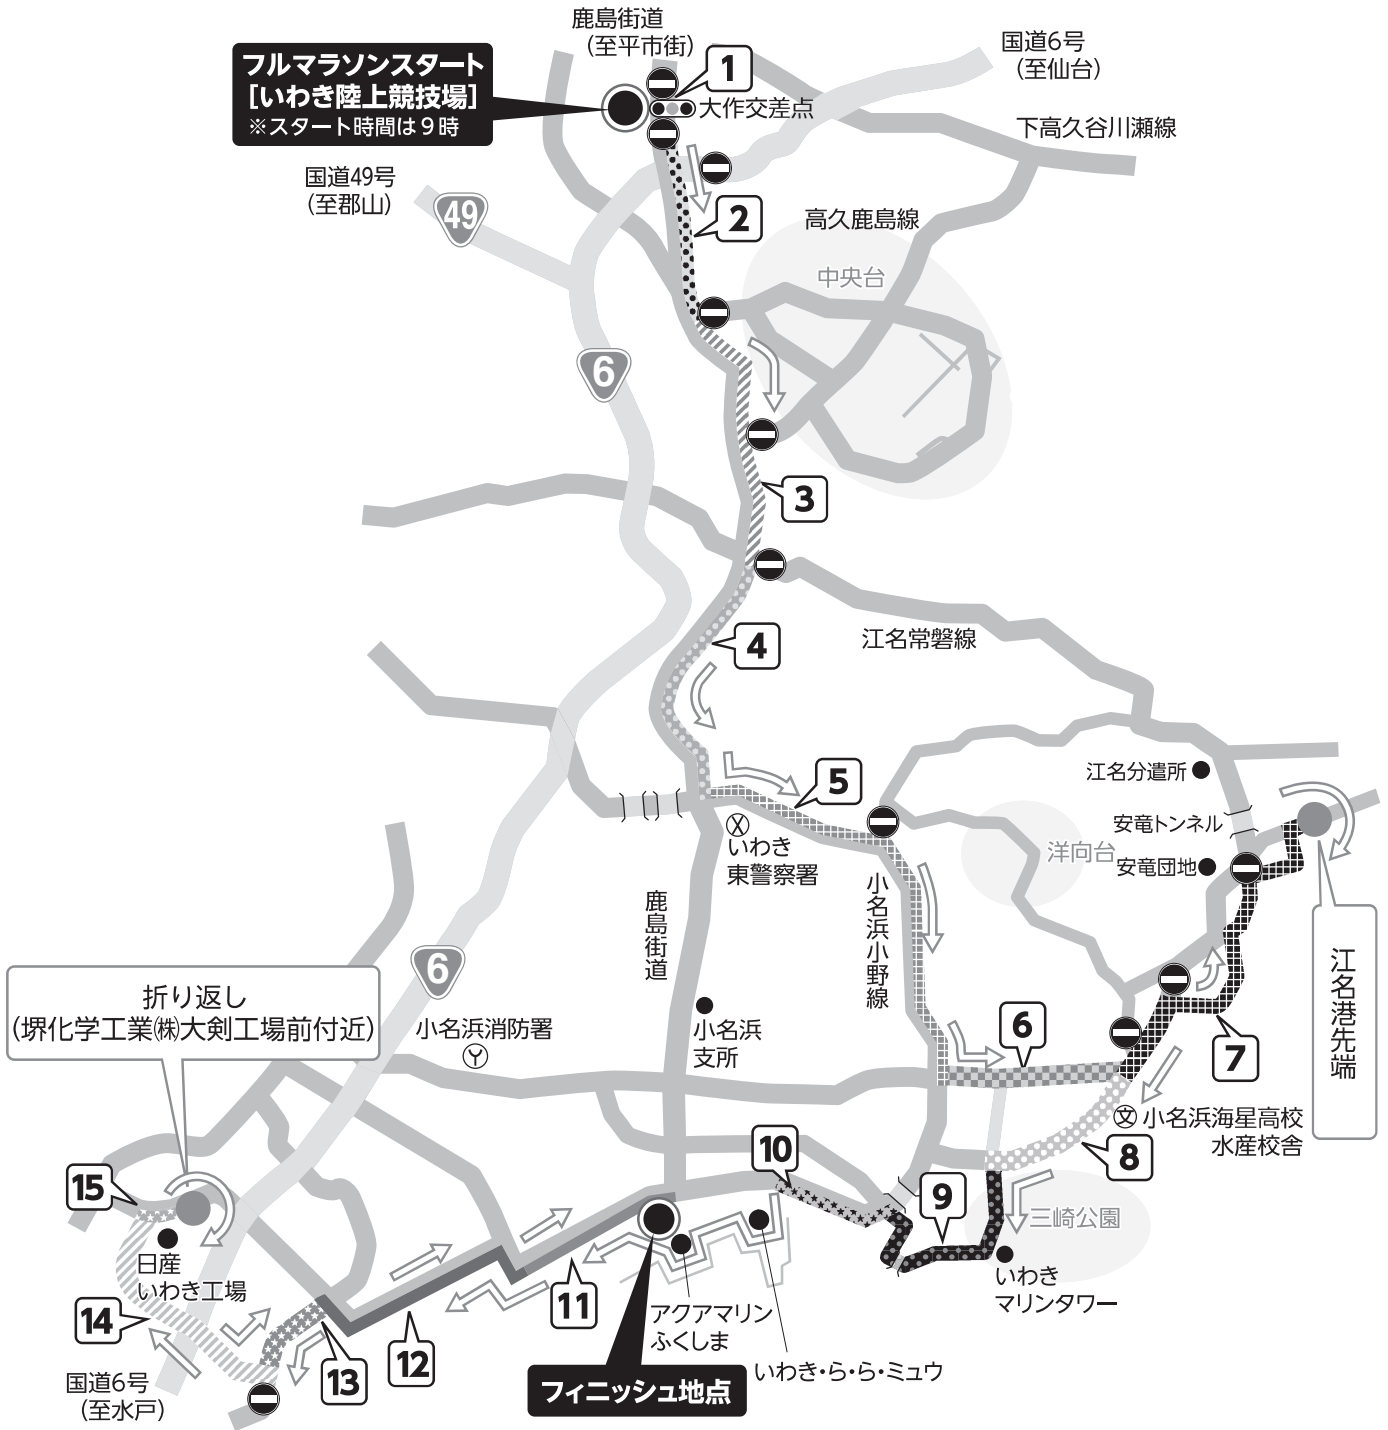 鹿島街道
（至平市街）
国道6号
（至仙台）
フルマラソンスタート
［いわき陸上競技場］
※スタート時間は９時
1
大作交差点
下高久谷川瀬線
国道49号
（至郡山）
49
2
高久鹿島線
中央台
6
3
4
江名常磐線
5
江名分遣所
安竜トンネル
洋向台
安竜団地
いわき
東警察署
小名浜小野線
鹿島街道
6
江名港先端
折り返し
（堺化学工業㈱大剣工場前付近）
小名浜消防署
小名浜
支所
6
7
文
小名浜海星高校
水産校舎
8
10
9
15
三崎公園
日産
いわき工場
いわき
マリンタワー
11
アクアマリン
ふくしま
14
12
13
いわき・ら・ら・ミュウ
国道6号
（至水戸）
フィニッシュ地点